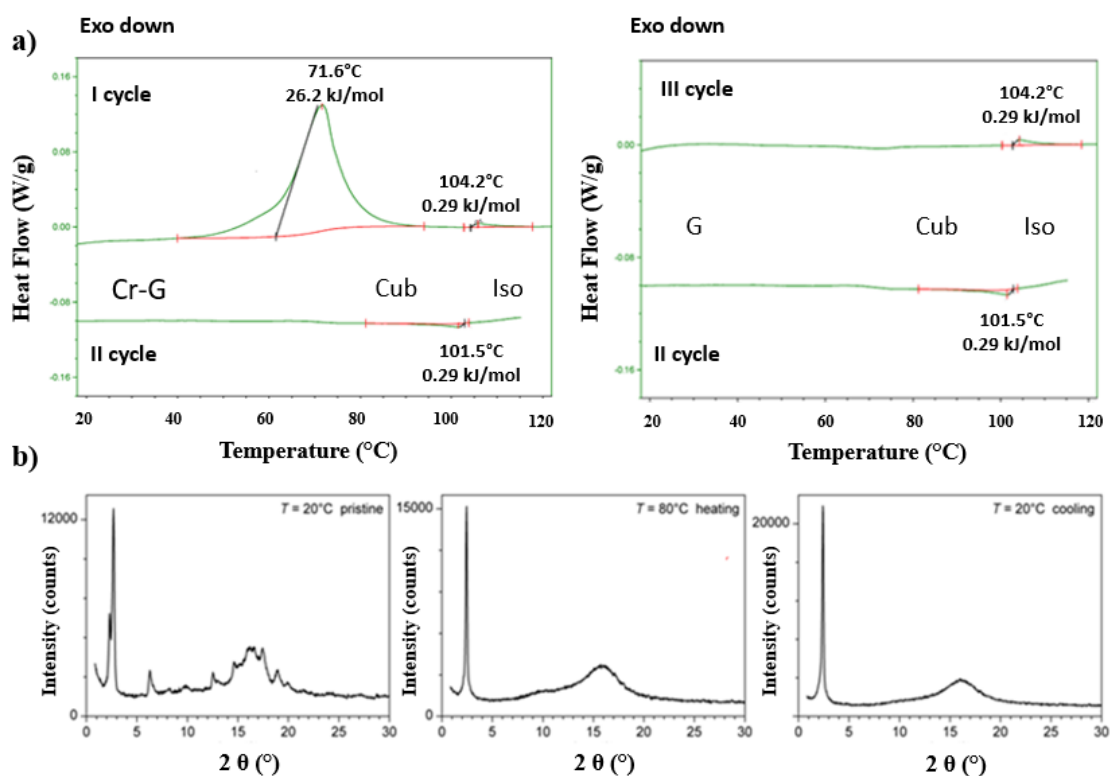 a)
Exo down
I cycle
71.6°C
26.2 kJ/mol
104.2°C
0.29 kJ/mol
Cr-G
Cub
Iso
II cycle
101.5°C
0.29 kJ/mol
0.16
0.08
0.00
-0.08
-0.16
Heat Flow (W/g)
20 40 60 80 100 120
Temperature (°C)
Exo down
III cycle
104.2°C
0.29 kJ/mol
G
Cub
Iso
II cycle
101.5°C
0.29 kJ/mol
0.00
-0.08
-0.16
Heat Flow (W/g)
20 40 60 80 100 120
Temperature (°C)
b)
T = 20°C pristine
12000
0
Intensity (counts)
0 5 10 15 20 25 30
2 θ (°)
T = 80°C heating
15000
0
Intensity (counts)
0 5 10 15 20 25 30
2 θ (°)
T = 20°C cooling
20000
0
Intensity (counts)
0 5 10 15 20 25 30
2 θ (°)